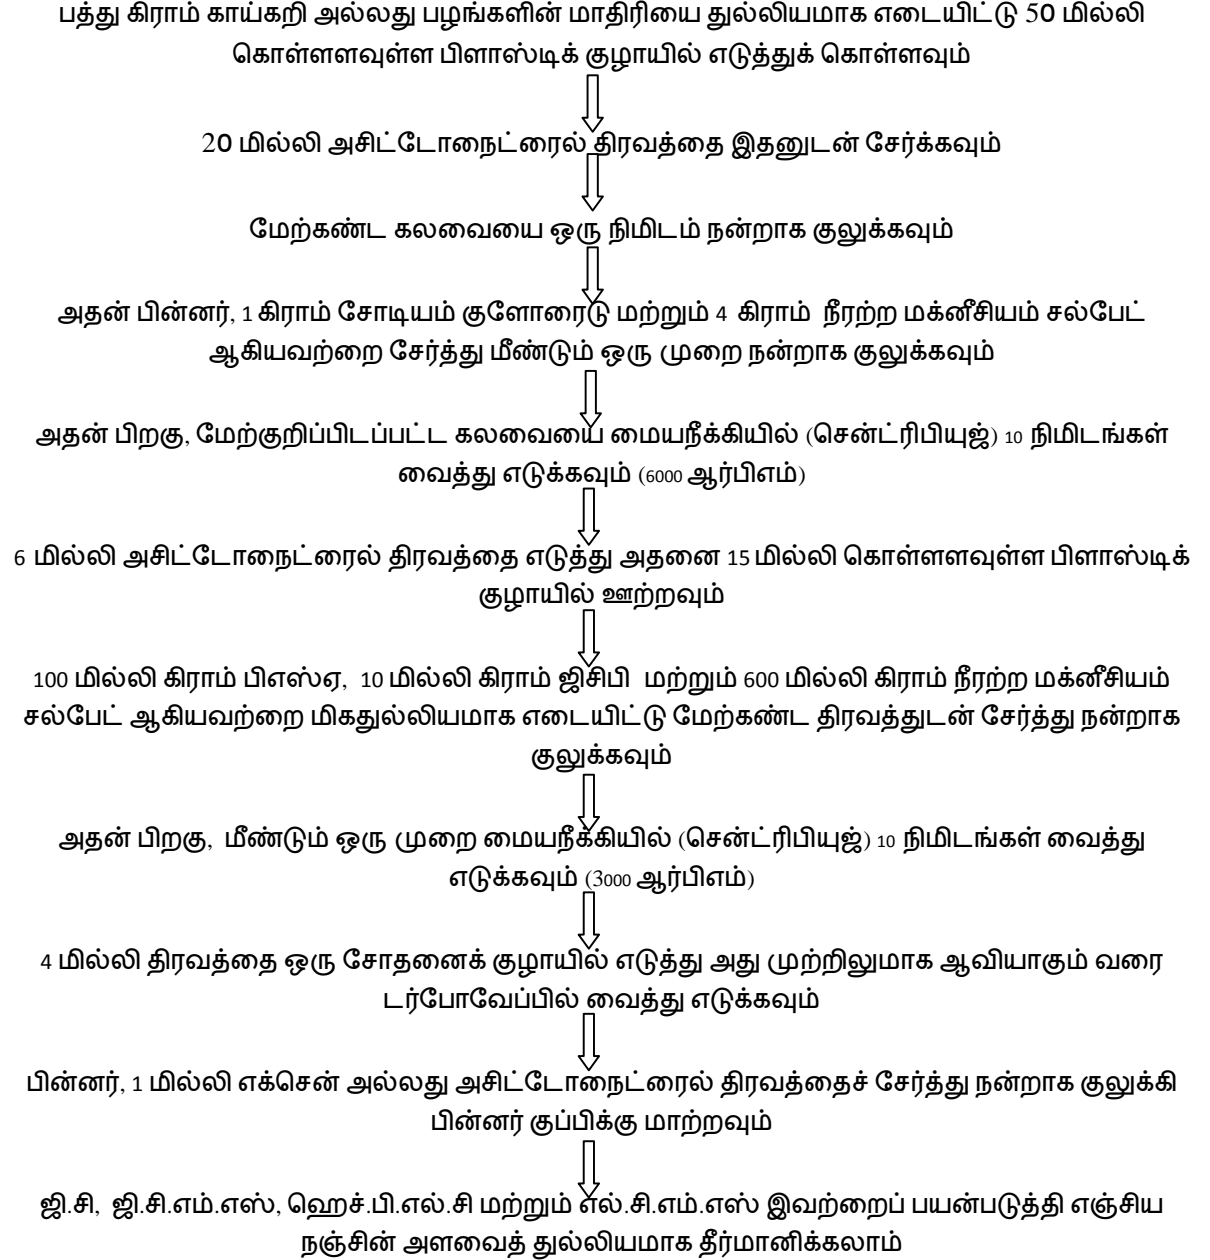 பத்து கிராம் காய்கறி அல்லது பழங்களின் மாதிரியை துல்லியமாக எடையிட்டு 50 மில்லி
கொள்ளளவுள்ள பிளாஸ்டிக் குழாயில் எடுத்துக் கொள்ளவும்
20 மில்லி அசிட்டோநைட்ரைல் திரவத்தை இதனுடன் சேர்க்கவும்
மேற்கண்ட கலவையை ஒரு நிமிடம் நன்றாக குலுக்கவும்
அதன் பின்னர், 1 கிராம் சோடியம் குளோரைடு மற்றும் 4 கிராம் நீரற்ற மக்னீசியம் சல்பேட்
ஆகியவற்றை சேர்த்து மீண்டும் ஒரு முறை நன்றாக குலுக்கவும்
அதன் பிறகு, மேற்குறிப்பிடப்பட்ட கலவையை மையநீக்கியில் (சென்ட்ரிபியுஜ்) 10 நிமிடங்கள்
வைத்து எடுக்கவும் (6000 ஆர்பிஎம்)
6 மில்லி அசிட்டோநைட்ரைல் திரவத்தை எடுத்து அதனை 15 மில்லி கொள்ளளவுள்ள பிளாஸ்டிக்
குழாயில் ஊற்றவும்
100 மில்லி கிராம் பிஎஸ்ஏ, 10 மில்லி கிராம் ஜிசிபி மற்றும் 600 மில்லி கிராம் நீரற்ற மக்னீசியம்
சல்பேட் ஆகியவற்றை மிகதுல்லியமாக எடையிட்டு மேற்கண்ட திரவத்துடன் சேர்த்து நன்றாக
குலுக்கவும்
அதன் பிறகு, மீண்டும் ஒரு முறை மையநீக்கியில் (சென்ட்ரிபியுஜ்) 10 நிமிடங்கள் வைத்து
எடுக்கவும் (3000 ஆர்பிஎம்)
4 மில்லி திரவத்தை ஒரு சோதனைக் குழாயில் எடுத்து அது முற்றிலுமாக ஆவியாகும் வரை
டர்போவேப்பில் வைத்து எடுக்கவும்
பின்னர், 1 மில்லி எக்சென் அல்லது அசிட்டோநைட்ரைல் திரவத்தைச் சேர்த்து நன்றாக குலுக்கி
பின்னர் குப்பிக்கு மாற்றவும்
ஜி.சி, ஜி.சி.எம்.எஸ், ஹெச்.பி.எல்.சி மற்றும் எல்.சி.எம்.எஸ் இவற்றைப் பயன்படுத்தி எஞ்சிய
நஞ்சின் அளவைத் துல்லியமாக தீர்மானிக்கலாம்